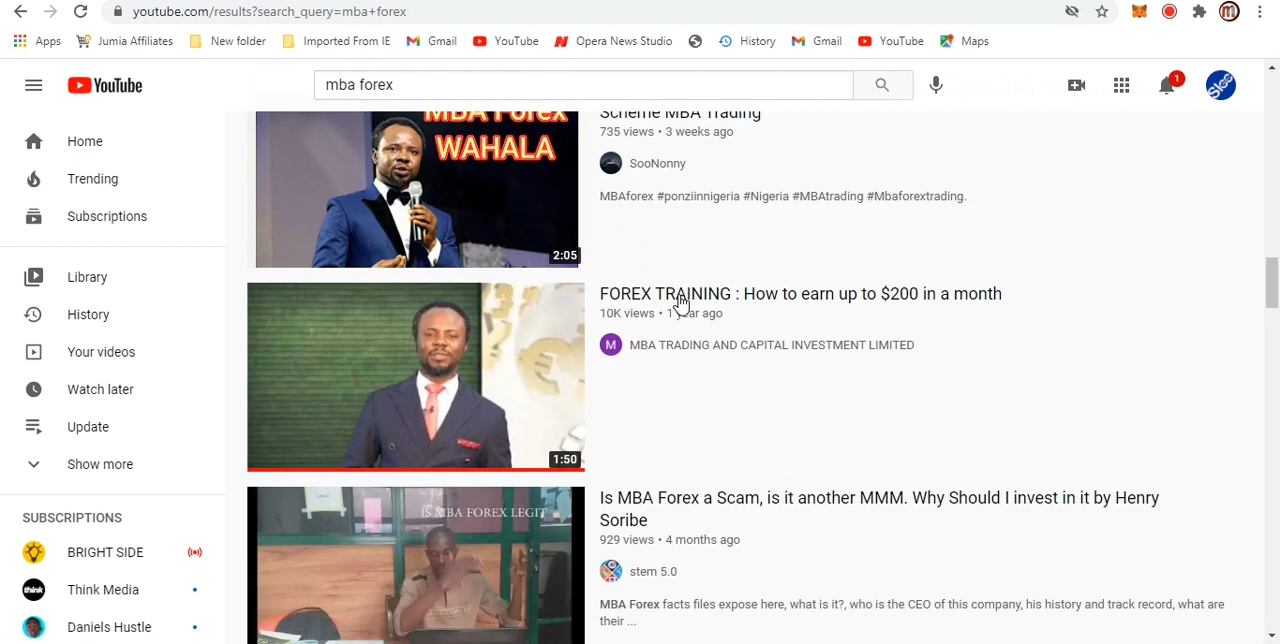 youtube.com/results?search_query=mba+forex
Apps Jumia Affiliates New folder Imported From IE Gmail YouTube Opera News Studio History Gmail YouTube Maps
YouTube
mba forex
1
Home
Trending
Subscriptions
Library
History
Your videos
Watch later
Update
Show more
SUBSCRIPTIONS
BRIGHT SIDE
Think Media
Daniels Hustle
MBA Forex
WAHALA
2:05
Scheme MBA Trading
735 views • 3 weeks ago
SooNonny
MBAforex #ponziinnigeria #Nigeria #MBAtrading #Mbaforextrading.
1:50
FOREX TRAINING : How to earn up to $200 in a month
10K views • 1 year ago
M MBA TRADING AND CAPITAL INVESTMENT LIMITED
IS MBA FOREX LEGIT
Is MBA Forex a Scam, is it another MMM. Why Should I invest in it by Henry
Soribe
929 views • 4 months ago
stem 5.0
MBA Forex facts files expose here, what is it?, who is the CEO of this company, his history and track record, what are
their ...